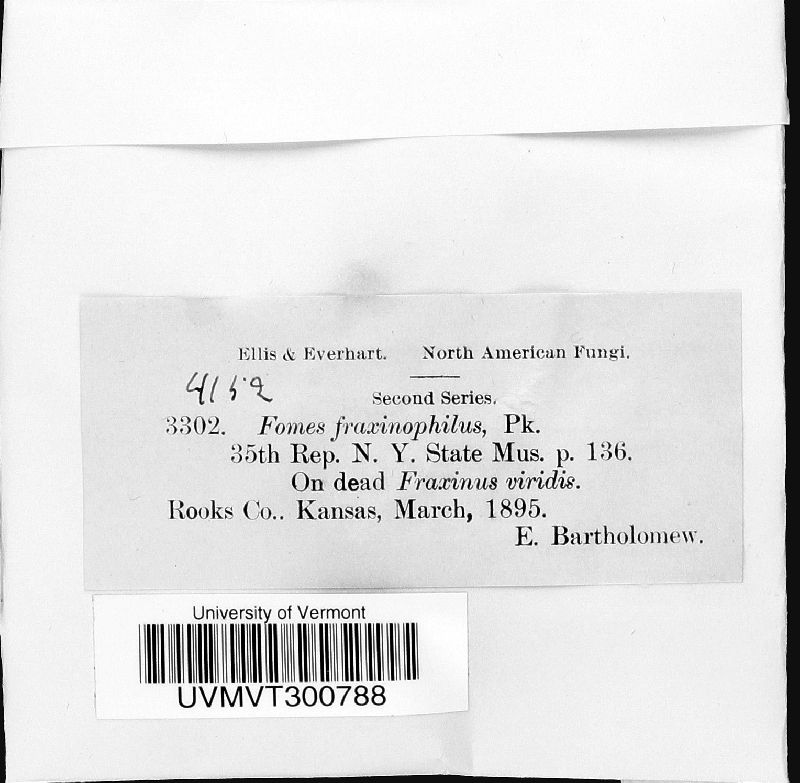 Ellis & Everhart. North American Fungi.
4152
Second Series.
3302. Fomes fraxinophilus, Pk.
35th Rep. N. Y. State Mus. p. 136.
On dead Fraxinus viridis.
Rooks Co.. Kansas, March, 1895.
E. Bartholomew.
University of Vermont
UVMVT300788